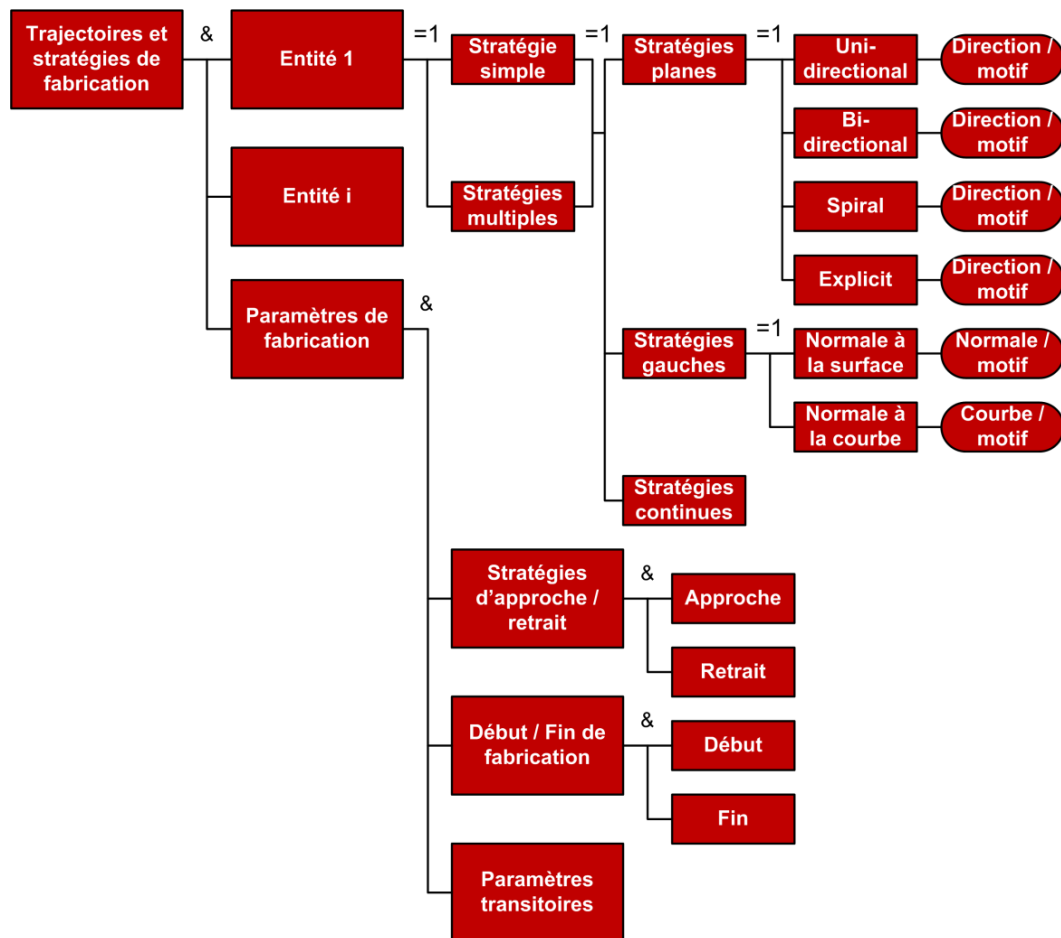 Trajectoires et
stratégies de
fabrication
&
Entité 1
=1
Stratégie
simple
=1
Stratégies
planes
=1
Uni-
directional
Direction /
motif
Bi-
directional
Direction /
motif
Entité i
Stratégies
multiples
Spiral
Direction /
motif
Explicit
Direction /
motif
Paramètres de
fabrication
&
Stratégies
gauches
=1
Normale à
la surface
Normale /
motif
Normale à
la courbe
Courbe /
motif
Stratégies
continues
Stratégies
d'approche /
retrait
&
Approche
Retrait
Début / Fin de
fabrication
&
Début
Fin
Paramètres
transitoires